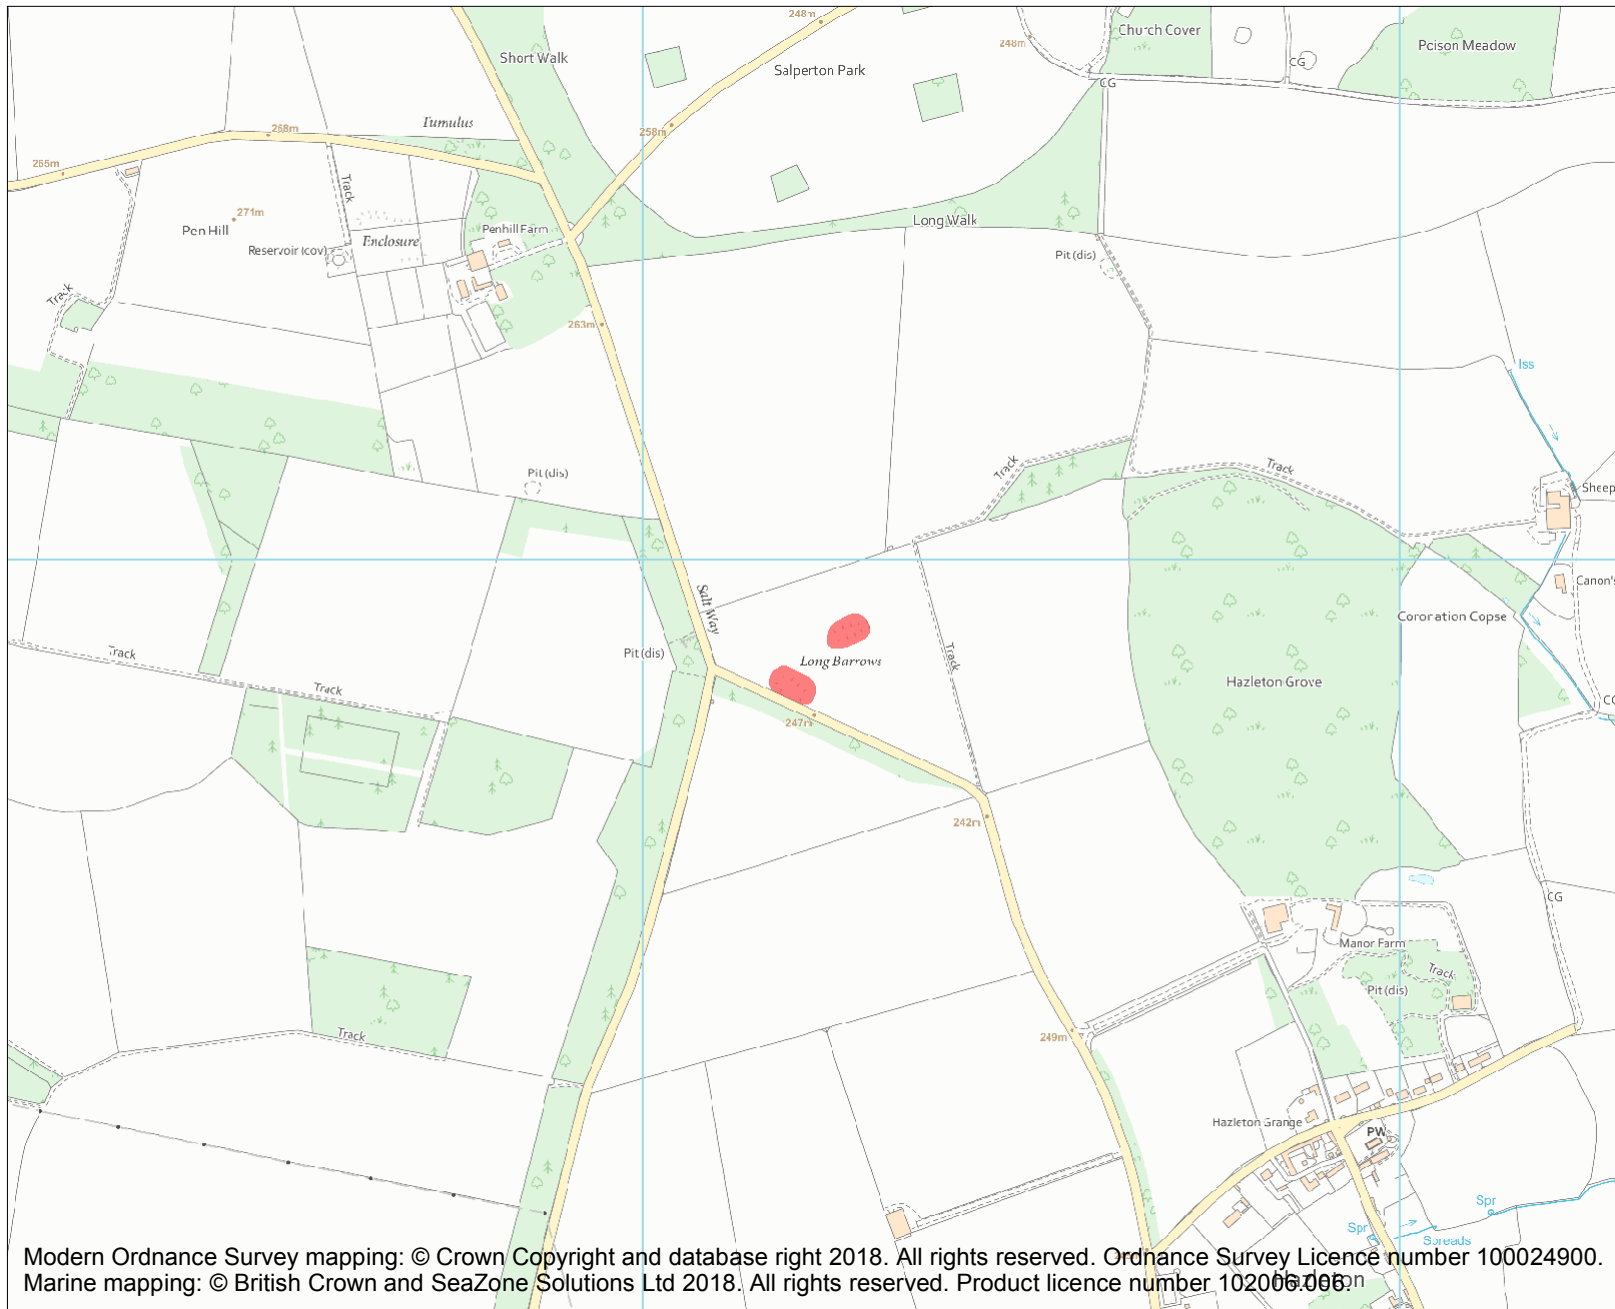 248m
Church Cover
Short Walk
248m
CG
Poison Meadow
Salperton Park
CG
Tumulus
268m
258m
265m
Track
271m
Pen Hill
Enclosure
Penhill Farm
Long Walk
Reservoir (cov)
Pit (dis)
Track
263m
Iss
Pit (dis)
Track
Track
Sheep
Salt Way
Canon's
Coronation Copse
Track
Pit (dis)
Long Barrows
Track
Hazleton Grove
Track
CG
247m
242m
CG
Manor Farm
Track
Pit (dis)
Track
249m
Hazleton Grange
PW
Spr
Spr
Spreads
Hazleton
Modern Ordnance Survey mapping: © Crown Copyright and database right 2018. All rights reserved. Ordnance Survey Licence number 100024900.
Marine mapping: © British Crown and SeaZone Solutions Ltd 2018. All rights reserved. Product licence number 102006.006.